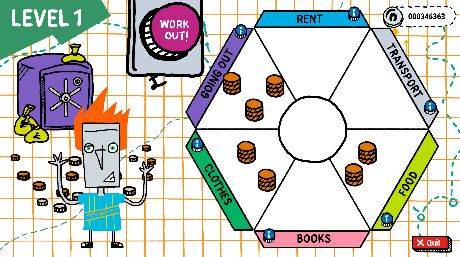 LEVEL 1
WORK
OUT!
RENT
000346363
GOING OUT
TRANSPORT
CLOTHES
FOOD
BOOKS
Quit